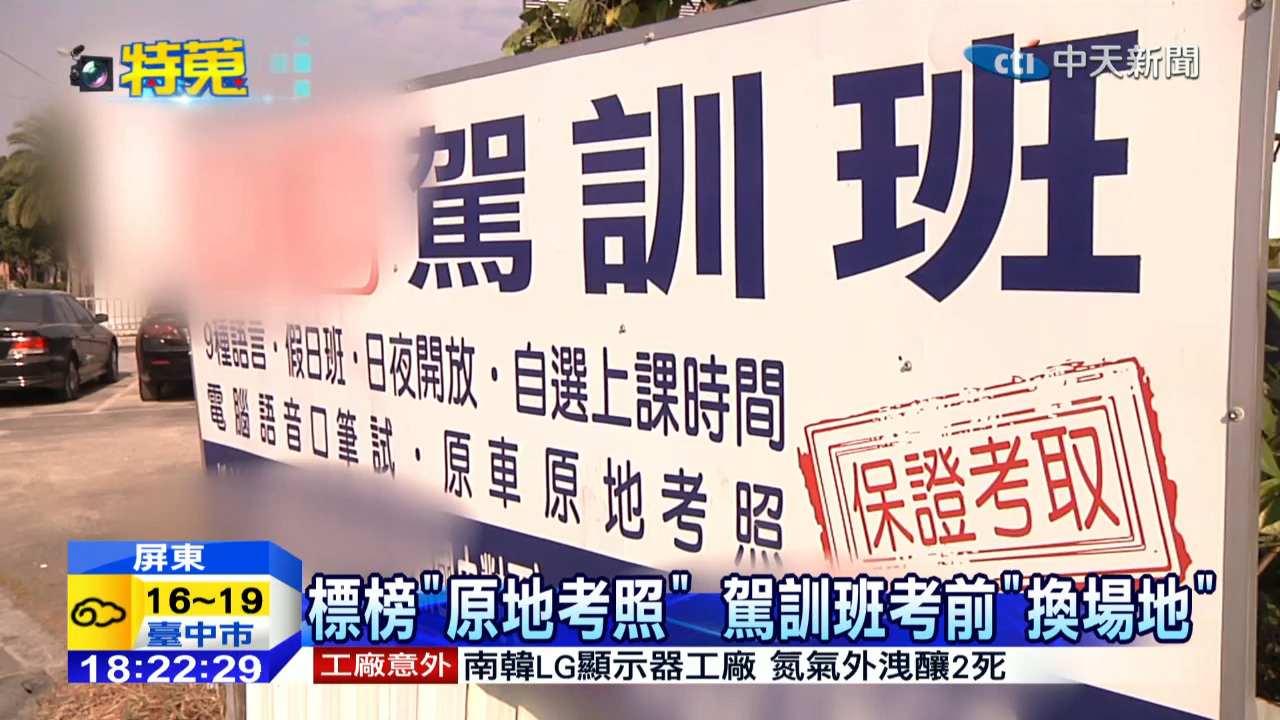 特蒐
cti 中天新聞
駕訓班
9種語言·假日班·日夜開放·自選上課時間
電腦語音口筆試·原車原地考照
保證考取
屏東
16~19
臺中市
18:22:29
標榜"原地考照" 駕訓班考前"換場地"
工廠意外 南韓LG顯示器工廠 氮氣外洩釀2死